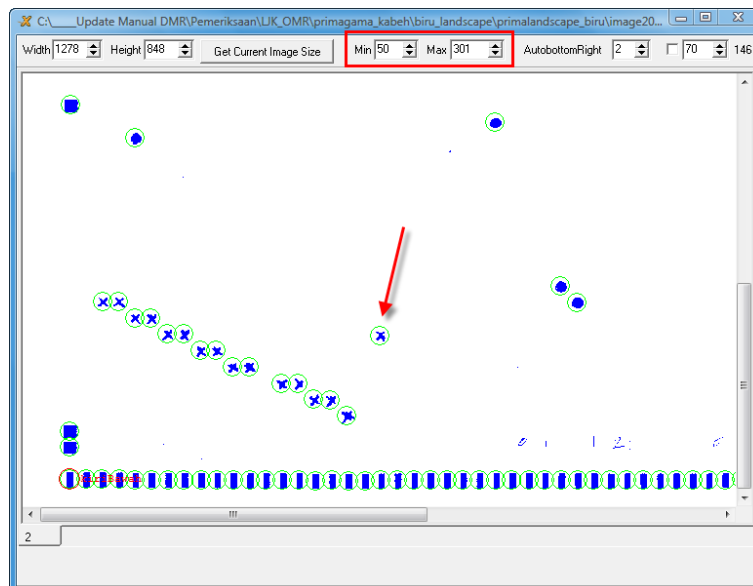 C:\____Update Manual DMR\Pemeriksaan\LJK_OMR\primagama_kabeh\biru_landscape\primalandscape_biru\image20...
Width 1278 Height 848 Get Current Image Size Min 50 Max 301 AutobottomRight 2 70 146
2